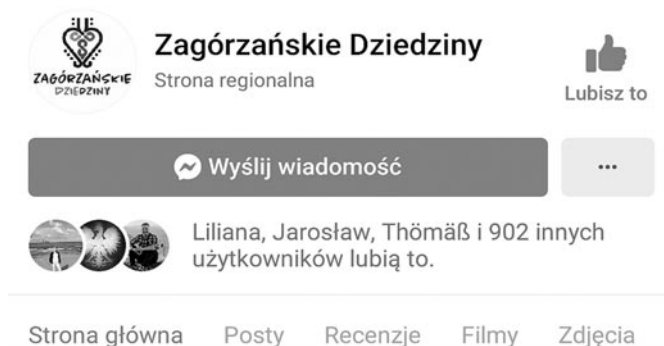 ZAGÓRZAŃSKIE
DZIEDZINY
Zagórzańskie Dziedziny
Strona regionalna
Lubisz to
Wyślij wiadomość
...
Liliana, Jarosław, Thömäß i 902 innych
użytkowników lubią to.
Strona główna Posty Recenzje Filmy Zdjęcia